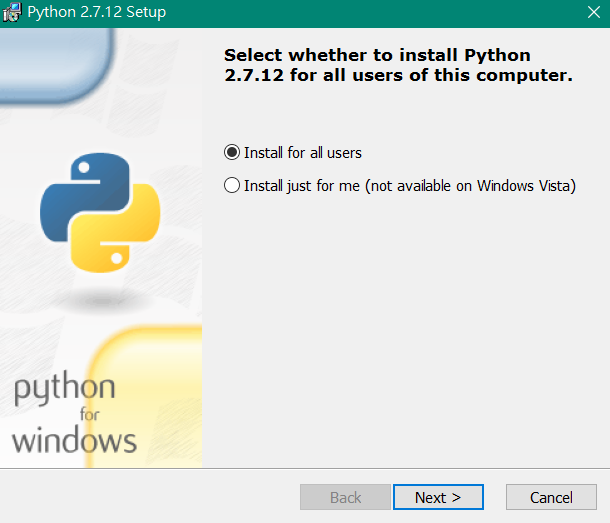 Python 2.7.12 Setup
Select whether to install Python
2.7.12 for all users of this computer.
Install for all users
Install just for me (not available on Windows Vista)
python
for
windows
Back
Next >
Cancel